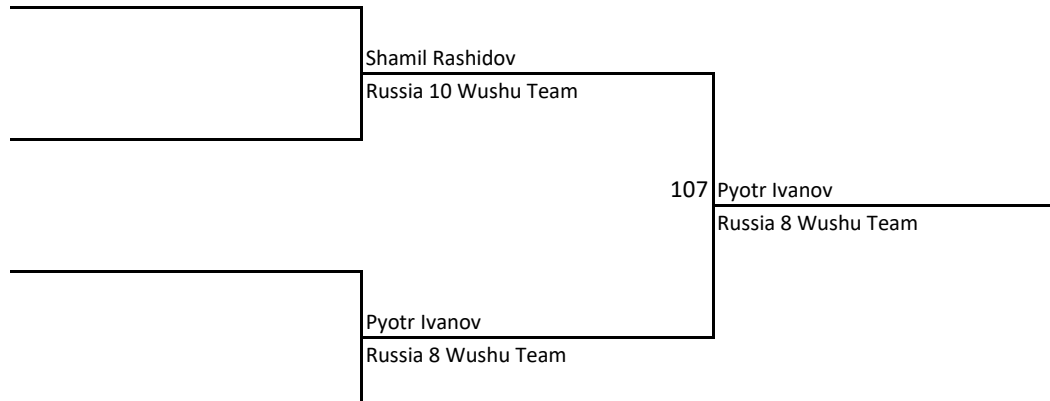 Shamil Rashidov
Russia 10 Wushu Team
107 Pyotr Ivanov
Russia 8 Wushu Team
Pyotr Ivanov
Russia 8 Wushu Team